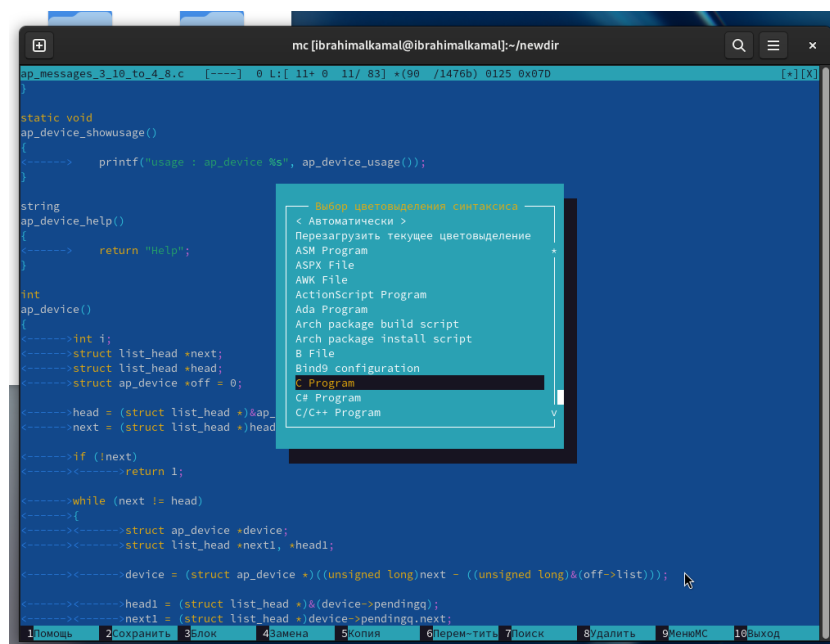 mc [ibrahimalkamal@ibrahimalkamal]:~/newdir
ap_messages_3_10_to_4_8.c [----] 0 L:[ 11+ 0 11/ 83] *(90 /1476b) 0125 0x07D [*][X]
}
static void
ap_device_showusage()
{
<------> printf("usage : ap_device %s", ap_device_usage());
}
string
ap_device_help()
{
<------> return "Help";
}
int
ap_device()
{
<------>int i;
<------>struct list_head *next;
<------>struct list_head *head;
<------>struct ap_device *off = 0;
<------>head = (struct list_head *)&ap_
<------>next = (struct list_head *)head
<------>if (!next)
<------><------>return 1;
<------>while (next != head)
<------>{
<------><------>struct ap_device *device;
<------><------>struct list_head *next1, *head1;
<------><------>device = (struct ap_device *)((unsigned long)next - ((unsigned long)&(off->list)));
<------><------>head1 = (struct list_head *)&(device->pendingq);
<------><------>next1 = (struct list_head *)device->pendingq.next;
Выбор цветовыделения синтаксиса
< Автоматически >
Перезагрузить текущее цветовыделение
ASM Program
ASPX File
AWK File
ActionScript Program
Ada Program
Arch package build script
Arch package install script
B File
Bind9 configuration
C Program
C# Program
C/C++ Program
1Помощь 2Сохранить 3Блок 4Замена 5Копия 6Перем~тить 7Поиск 8Удалить 9МенюMC 10Выход